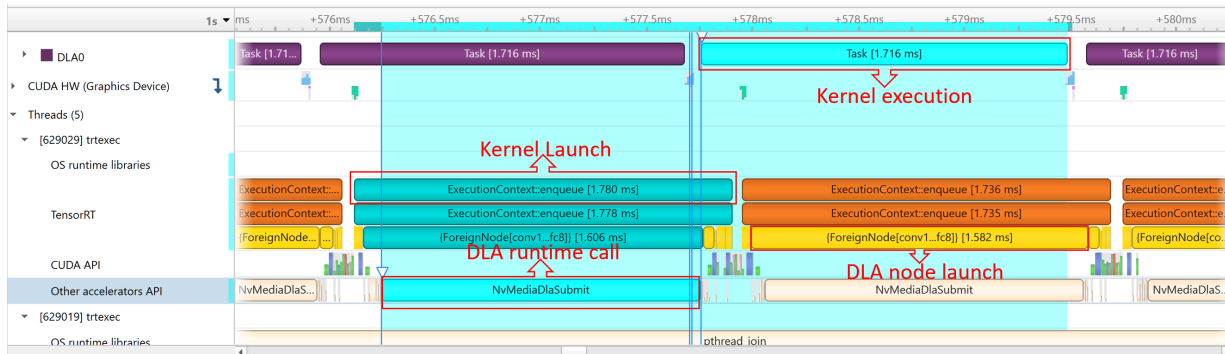 1s ▼ ms +576ms +576.5ms +577ms +577.5ms +578ms +578.5ms +579ms +579.5ms +580ms
DLA0 Task [1.71... Task [1.716 ms] Task [1.716 ms] Task [1.716 ms]
CUDA HW (Graphics Device)
Kernel execution
Threads (5)
[629029] trtexec
Kernel Launch
OS runtime libraries
ExecutionContext::... ExecutionContext::enqueue [1.780 ms] ExecutionContext::enqueue [1.736 ms] ExecutionContext::e...
TensorRT ExecutionContext::... ExecutionContext::enqueue [1.778 ms] ExecutionContext::enqueue [1.735 ms] ExecutionContext::e...
{ForeignNode... ... {ForeignNode[conv1...fc8]} [1.606 ms] {ForeignNode[conv1...fc8]} [1.582 ms] {ForeignNode[co...
DLA runtime call
CUDA API
DLA node launch
Other accelerators API NvMediaDlaS... NvMediaDlaSubmit NvMediaDlaSubmit NvMediaDlaS...
[629019] trtexec
OS runtime libraries pthread_join